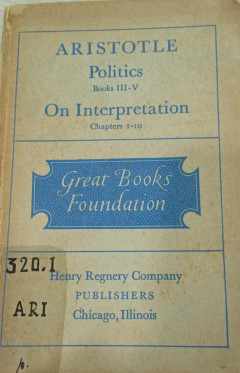 ARISTOTLE
Politics
Books III-V
On Interpretation
Chapters 1-10
Great Books
Foundation
320.1
ARI
Henry Regnery Company
PUBLISHERS
Chicago, Illinois
p.